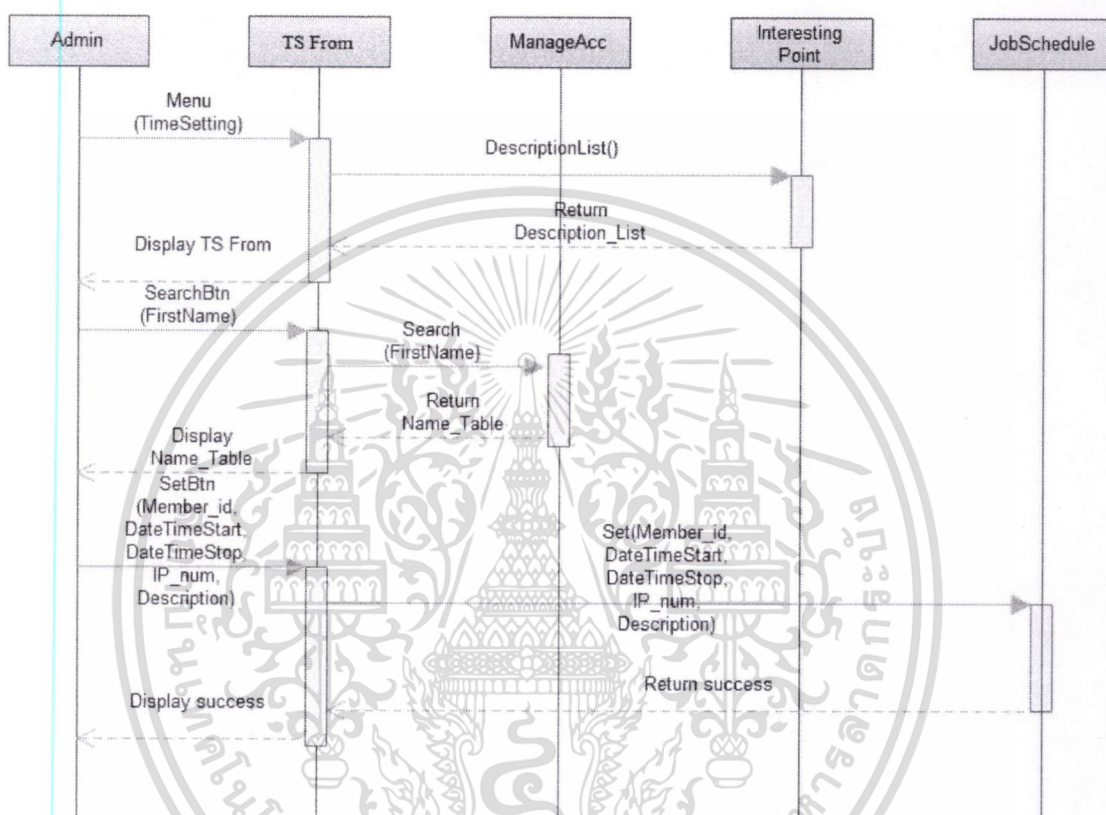 Admin
TS From
ManageAcc
Interesting
Point
JobSchedule
Menu
(TimeSetting)
DescriptionList()
Return
Description_List
Display TS From
SearchBtn
(FirstName)
Search
(FirstName)
Return
Name_Table
Display
Name_Table
SetBtn
(Member_id,
DateTimeStart,
DateTimeStop,
IP_num,
Description)
Set(Member_id,
DateTimeStart,
DateTimeStop,
IP_num,
Description)
Return success
Display success